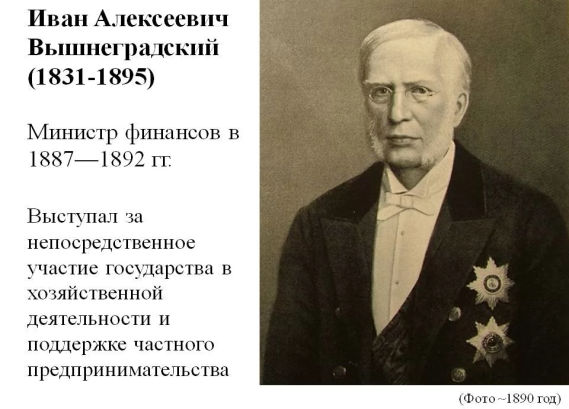 Иван Алексеевич
Вышнеградский
(1831-1895)
Министр финансов в
1887—1892 гг.
Выступал за
непосредственное
участие государства в
хозяйственной
деятельности и
поддержке частного
предпринимательства
(Фото ~1890 год)